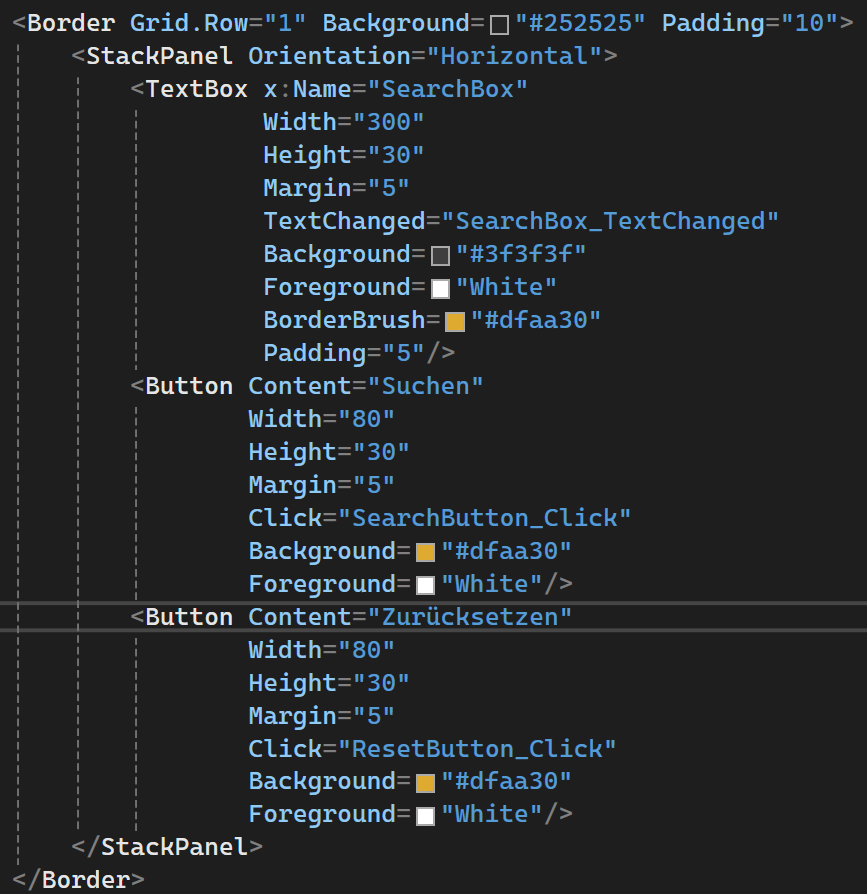 <Border Grid.Row="1" Background="#252525" Padding="10">
<StackPanel Orientation="Horizontal">
<TextBox x:Name="SearchBox"
Width="300"
Height="30"
Margin="5"
TextChanged="SearchBox_TextChanged"
Background="#3f3f3f"
Foreground="White"
BorderBrush="#dfaa30"
Padding="5"/>
<Button Content="Suchen"
Width="80"
Height="30"
Margin="5"
Click="SearchButton_Click"
Background="#dfaa30"
Foreground="White"/>
<Button Content="Zurücksetzen"
Width="80"
Height="30"
Margin="5"
Click="ResetButton_Click"
Background="#dfaa30"
Foreground="White"/>
</StackPanel>
</Border>